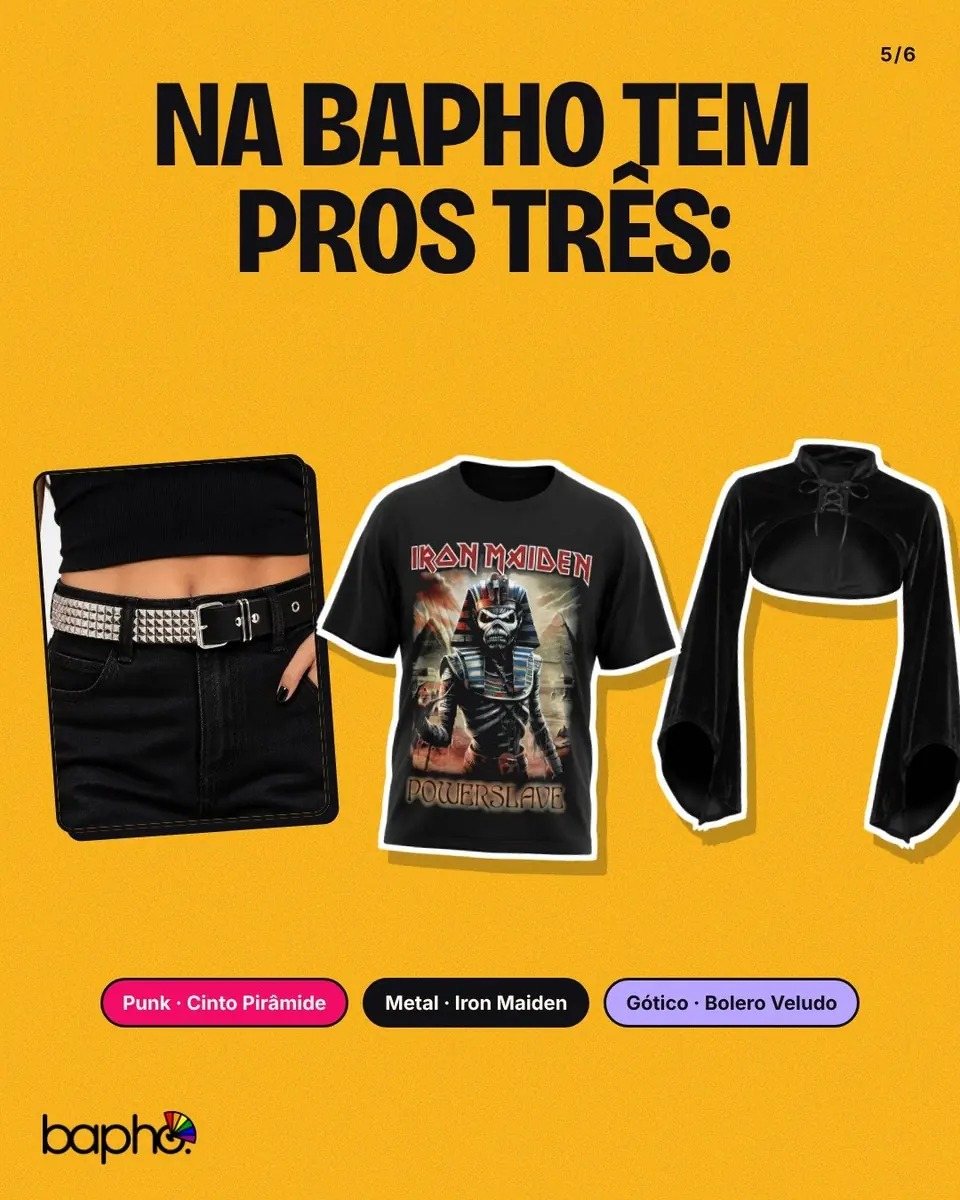 5/6
NA BAPHO TEM
PROS TRÊS:
IRON MAIDEN
POWERSLAVE
Punk · Cinto Pirâmide
Metal · Iron Maiden
Gótico · Bolero Veludo
bapho.